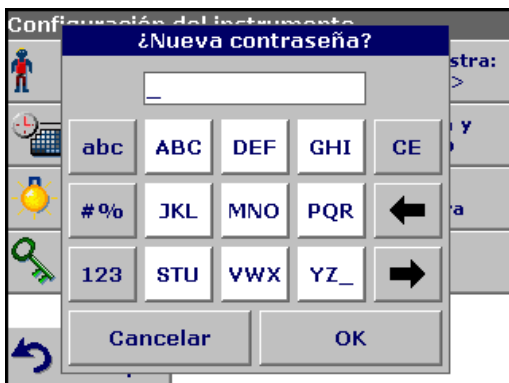 Configuración del instrumento
¿Nueva contraseña?
stra:
>
_
y
abc ABC DEF GHI CE
#% JKL MNO PQR
a
123 STU VWX YZ_
Cancelar OK